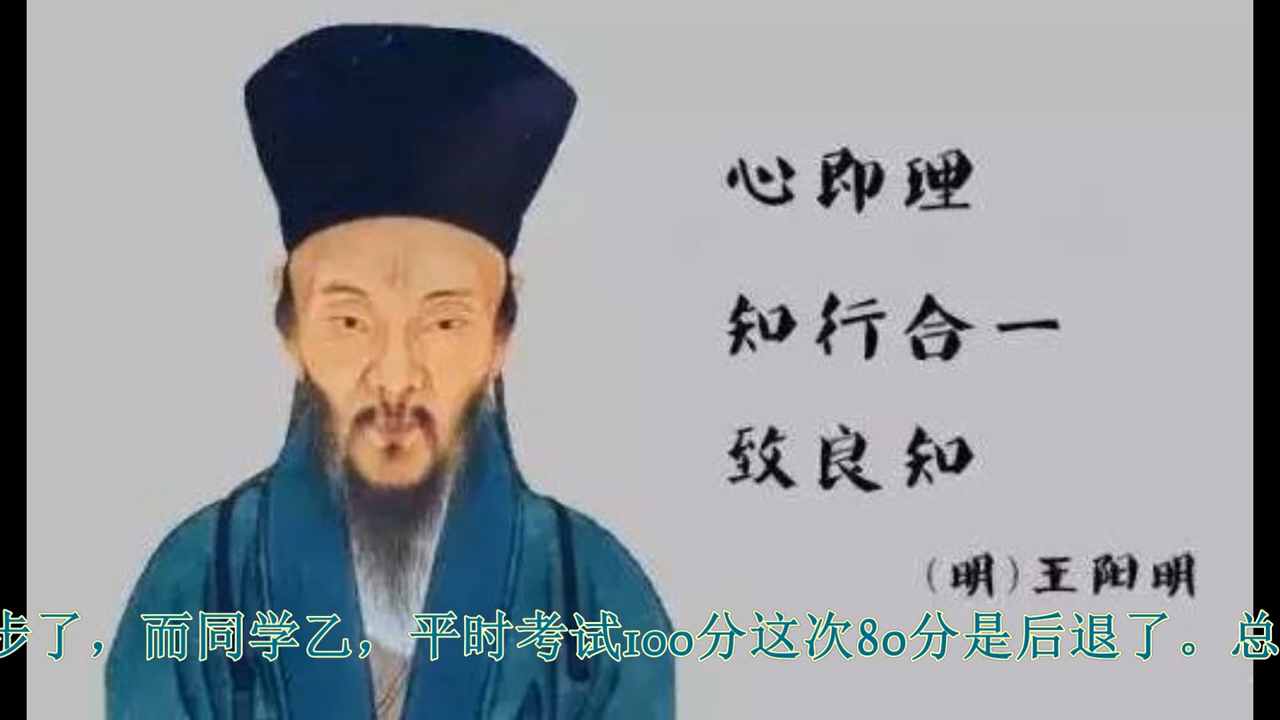 心即理
知行合一
致良知
(明)王阳明
步了，而同学乙，平时考试100分这次80分是后退了。总